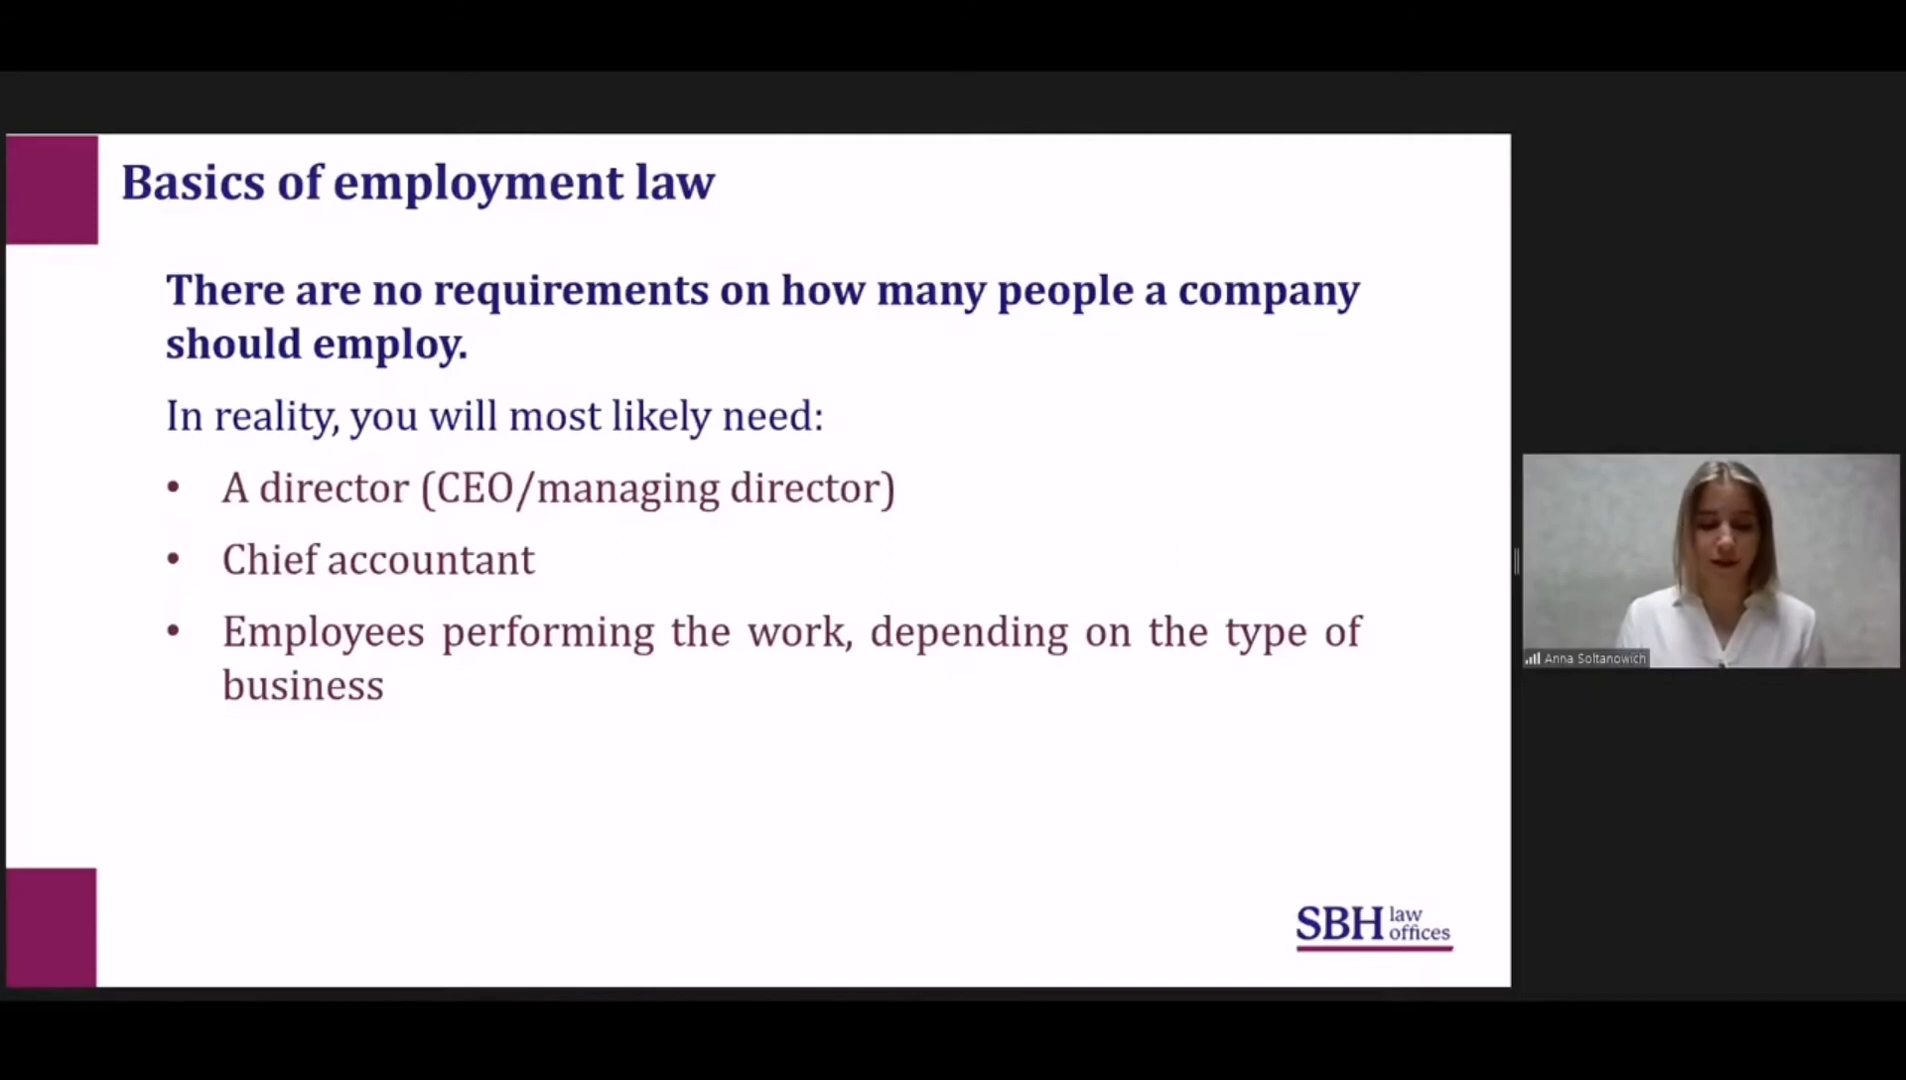 Basics of employment law
There are no requirements on how many people a company
should employ.
In reality, you will most likely need:
• A director (CEO/managing director)
• Chief accountant
• Employees performing the work, depending on the type of
business
SBH law
offices
Anna Soltanowich